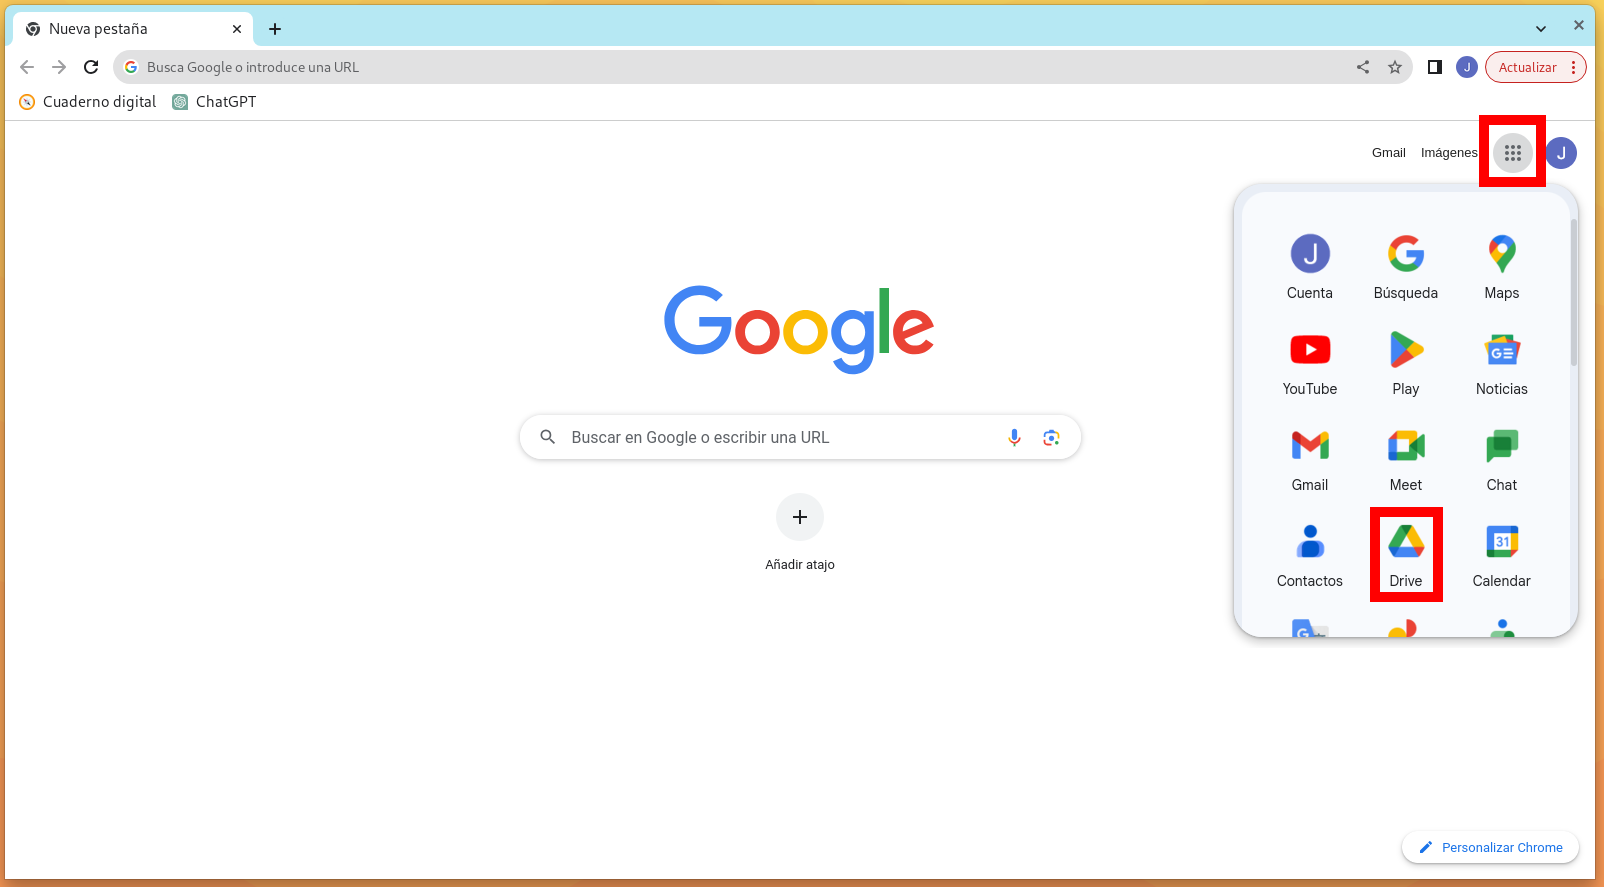 Nueva pestaña
Busca Google o introduce una URL
J
Actualizar
Cuaderno digital
ChatGPT
Gmail
Imágenes
J
Google
Buscar en Google o escribir una URL
Añadir atajo
J
Cuenta
Búsqueda
Maps
YouTube
Play
GE
Noticias
Gmail
Meet
Chat
Contactos
Drive
31
Calendar
G
Personalizar Chrome